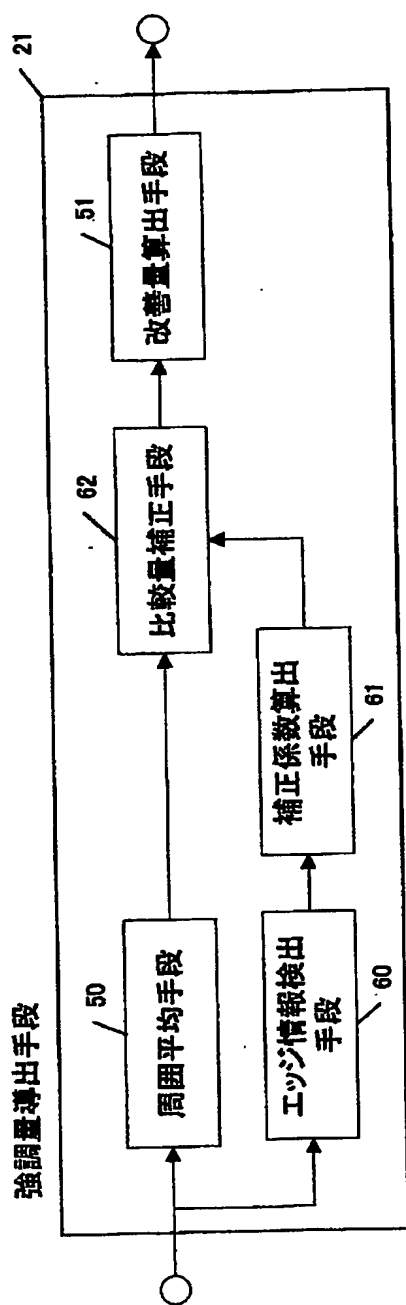 強調量導出手段
21
50
周囲平均手段
62
比較量補正手段
51
改善量算出手段
エッジ情報検出
手段
60
補正係数算出
手段
61